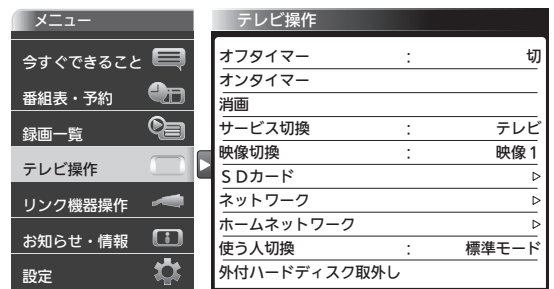 メニュー
今すぐできること
番組表・予約
録画一覧
テレビ操作
リンク機器操作
お知らせ・情報
設定
テレビ操作
オフタイマー : 切
オンタイマー
消画
サービス切換 : テレビ
映像切換 : 映像1
SDカード
ネットワーク
ホームネットワーク
使う人切換 : 標準モード
外付ハードディスク取外し